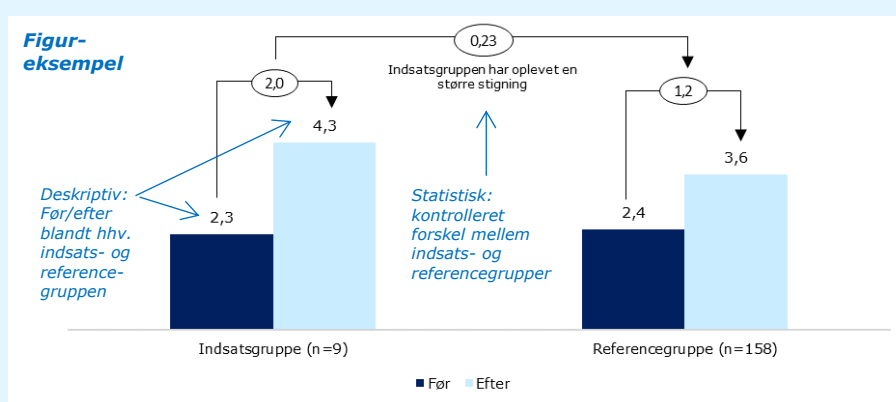 Figur-
eksempel
0,23
Indsatsgruppen har oplevet en
større stigning
2,0
1,2
4,3
3,6
2,3
2,4
Deskriptiv:
Før/efter
blandt hhv.
indsats- og
reference-
gruppen
Statistisk:
kontrolleret
forskel mellem
indsats- og
referencegrupper
Indsatsgruppe (n=9)
Referencegruppe (n=158)
Før Efter